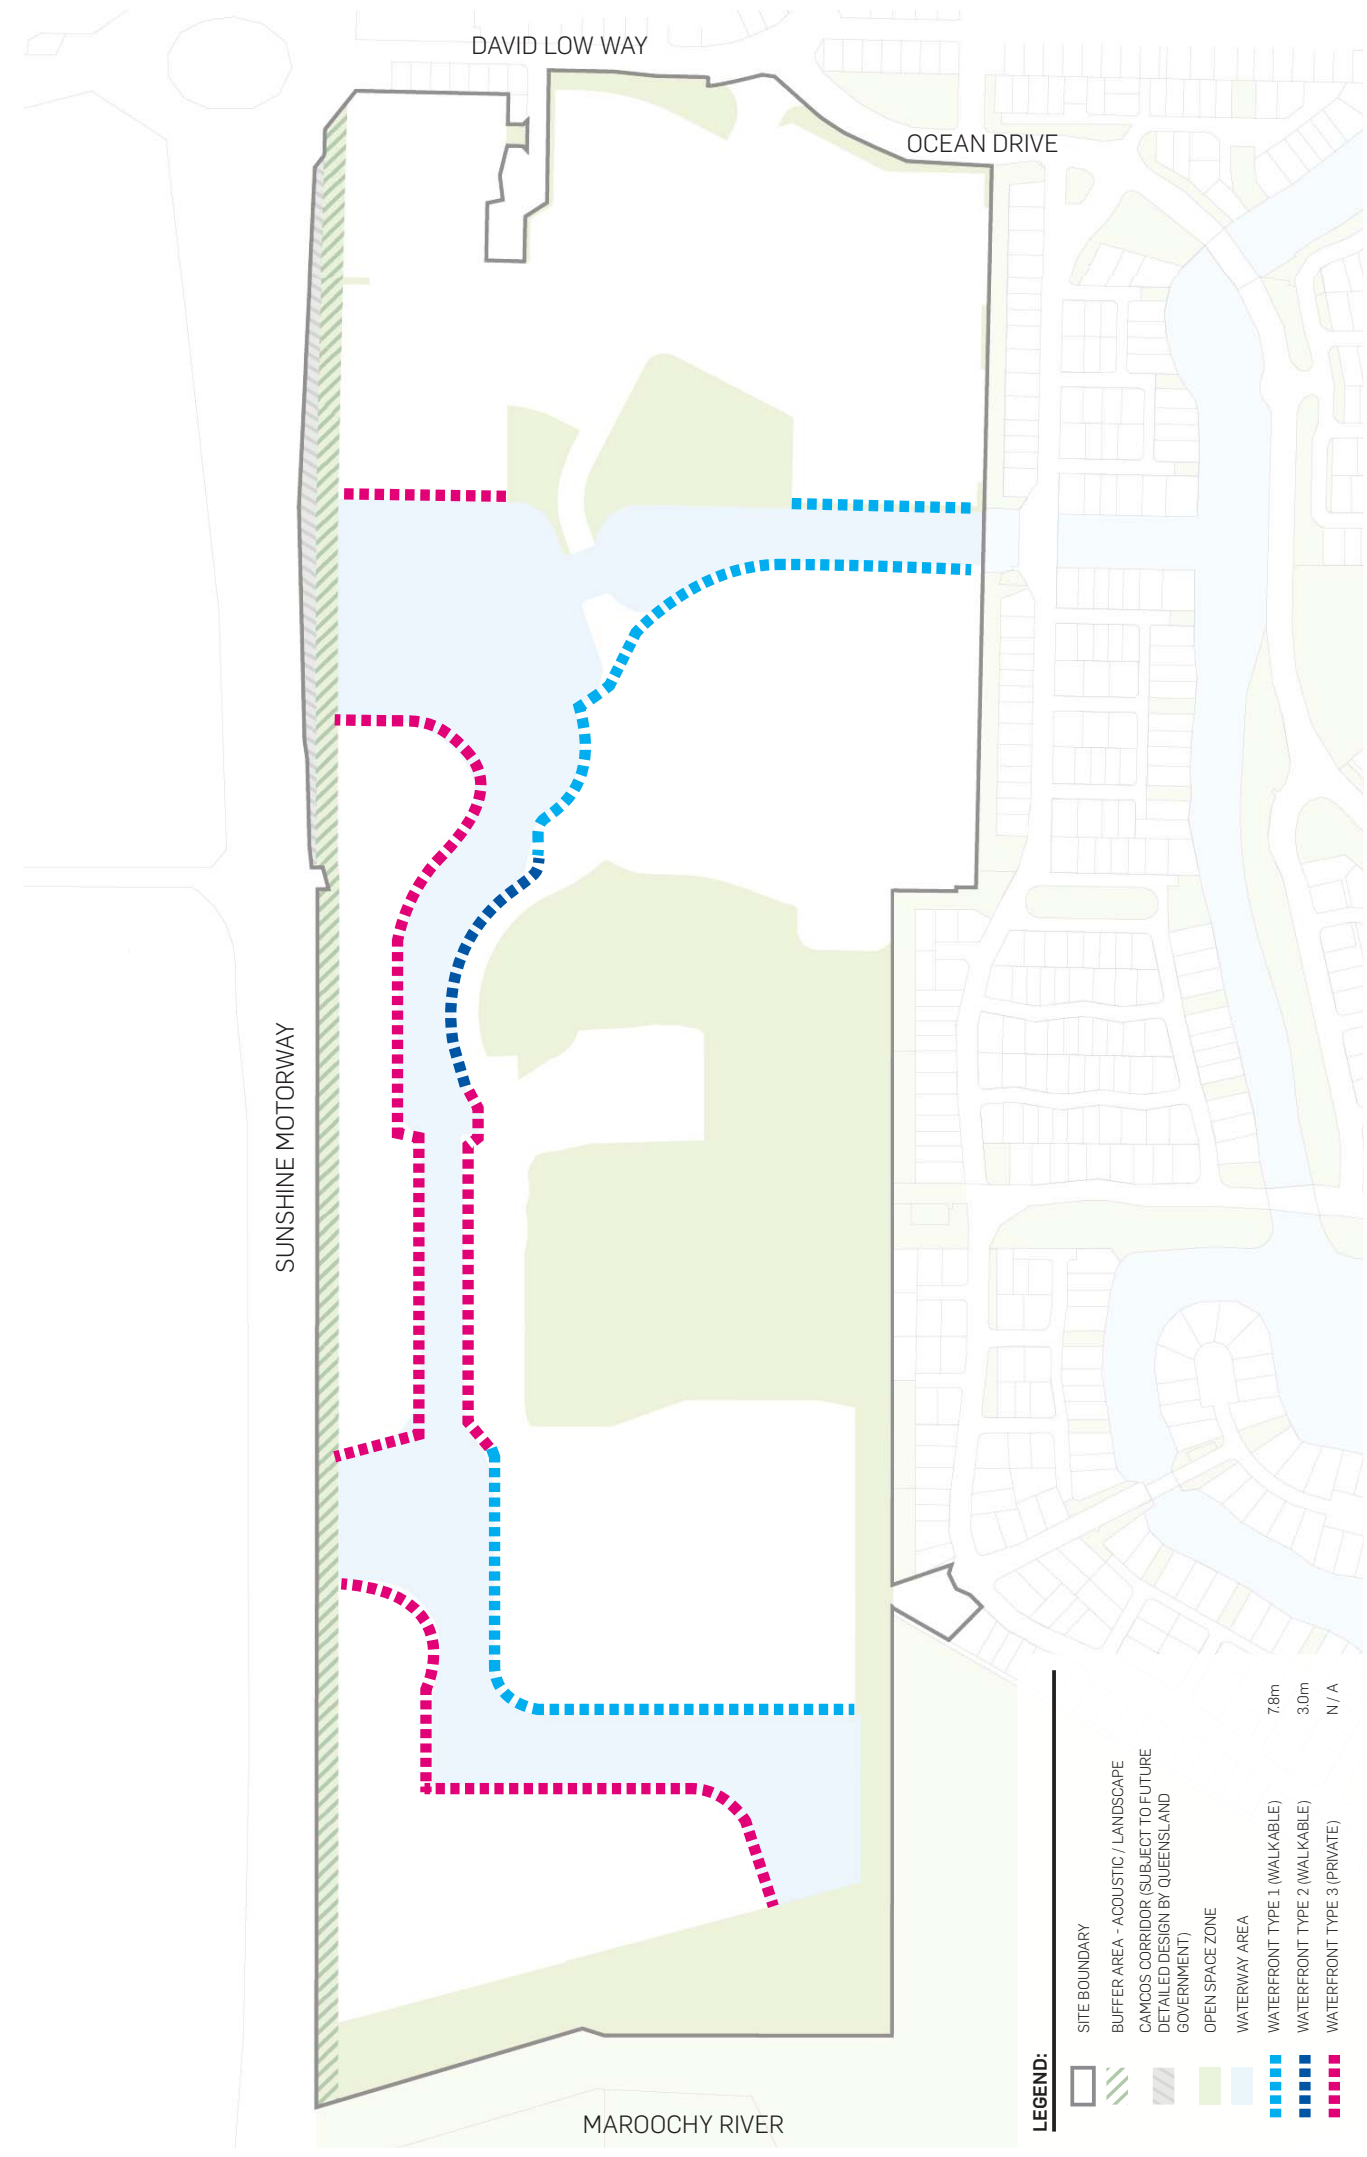 DAVID LOW WAY
OCEAN DRIVE
SUNSHINE MOTORWAY
MAROOCHY RIVER
LEGEND:
SITE BOUNDARY
BUFFER AREA - ACOUSTIC / LANDSCAPE
CAMCOS CORRIDOR (SUBJECT TO FUTURE
DETAILED DESIGN BY QUEENSLAND
GOVERNMENT)
OPEN SPACE ZONE
WATERWAY AREA
WATERFRONT TYPE 1 (WALKABLE) 7.8m
WATERFRONT TYPE 2 (WALKABLE) 3.0m
WATERFRONT TYPE 3 (PRIVATE) N / A